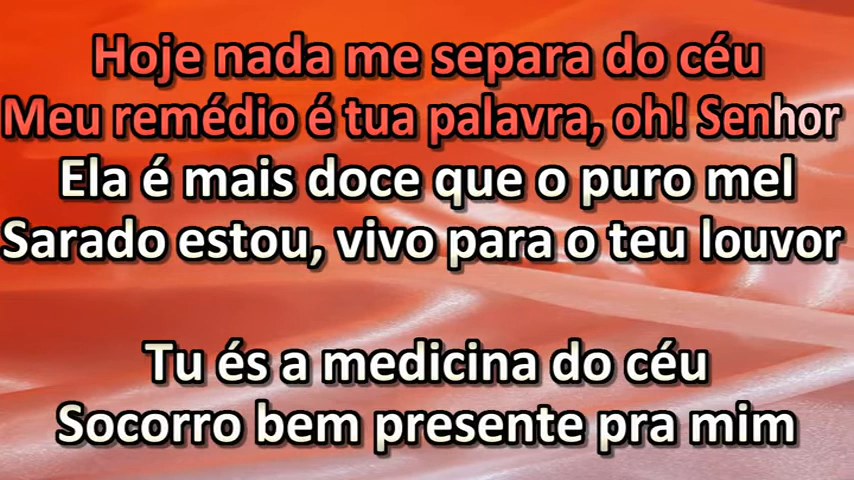 Hoje nada me separa do céu
Meu remédio é tua palavra, oh! Senhor
Ela é mais doce que o puro mel
Sarado estou, vivo para o teu louvor
Tu és a medicina do céu
Socorro bem presente pra mim